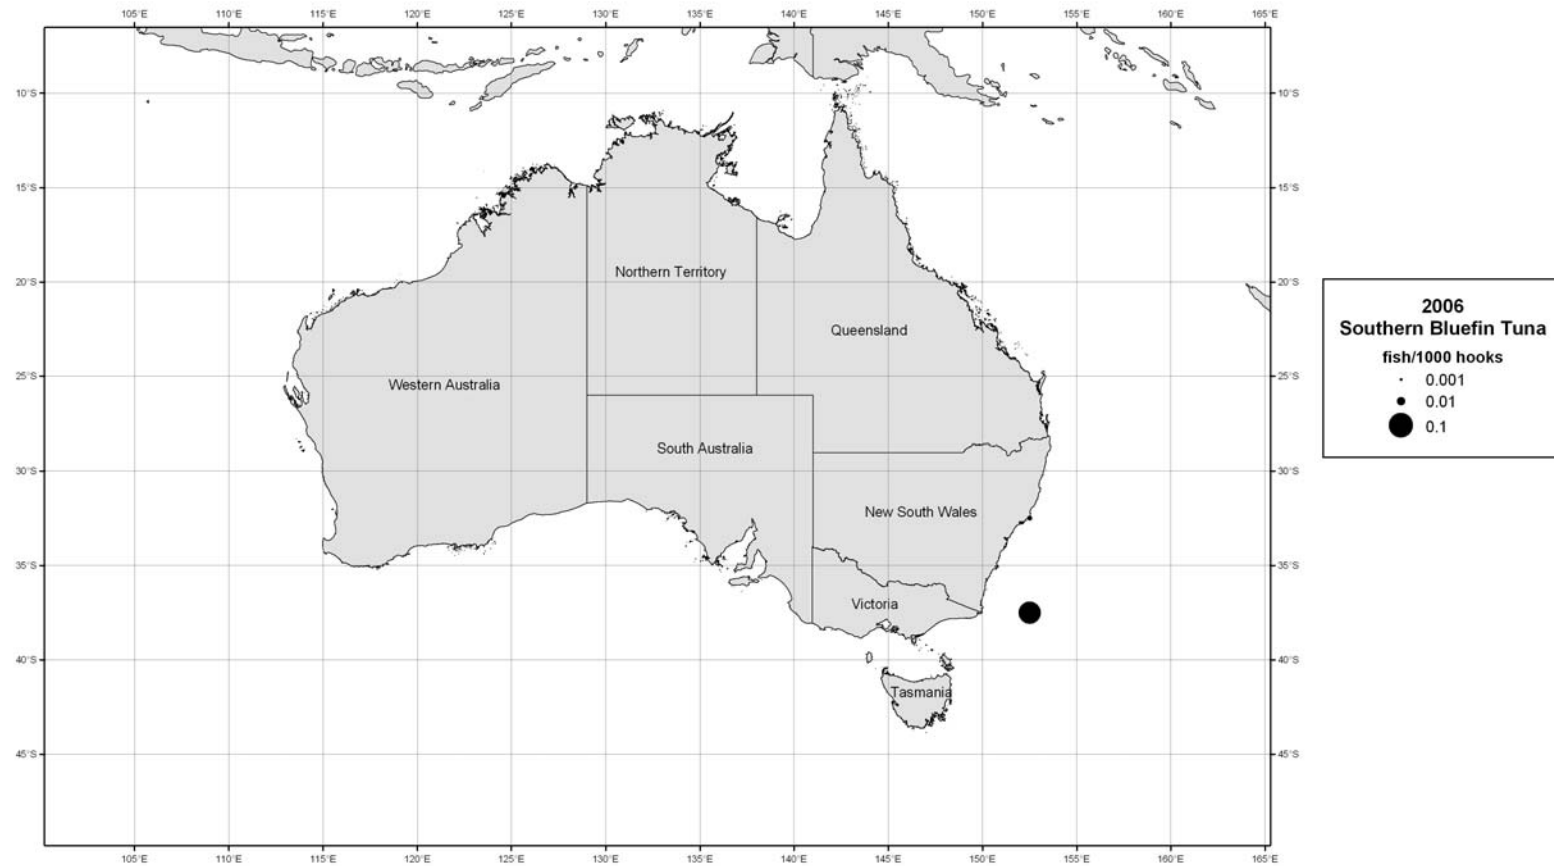 105°E 110°E 115°E 120°E 125°E 130°E 135°E 140°E 145°E 150°E 155°E 160°E 165°E
10°S 10°S
15°S 15°S
Northern Territory
20°S 20°S
2006
Southern Bluefin Tuna
fish/1000 hooks
0.001
0.01
0.1
Queensland
25°S 25°S
Western Australia
South Australia
30°S 30°S
New South Wales
35°S 35°S
Victoria
40°S 40°S
Tasmania
45°S 45°S
105°E 110°E 115°E 120°E 125°E 130°E 135°E 140°E 145°E 150°E 155°E 160°E 165°E